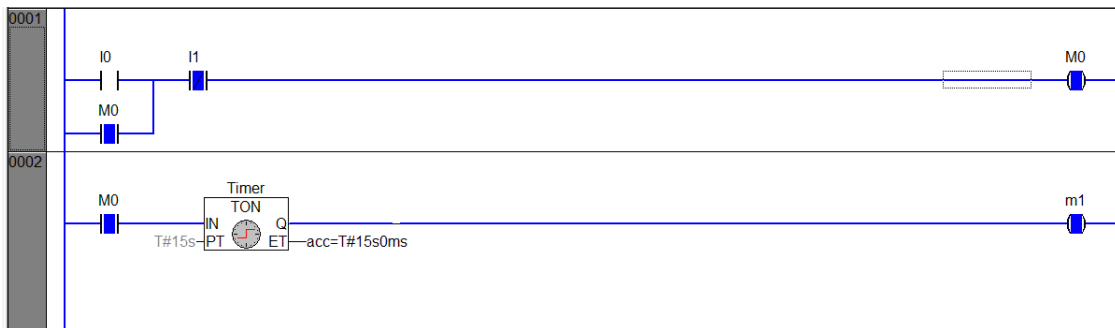 0001
I0 I1 M0
M0
0002
Timer
M0 TON m1
IN Q
T#15s PT ET acc=T#15s0ms